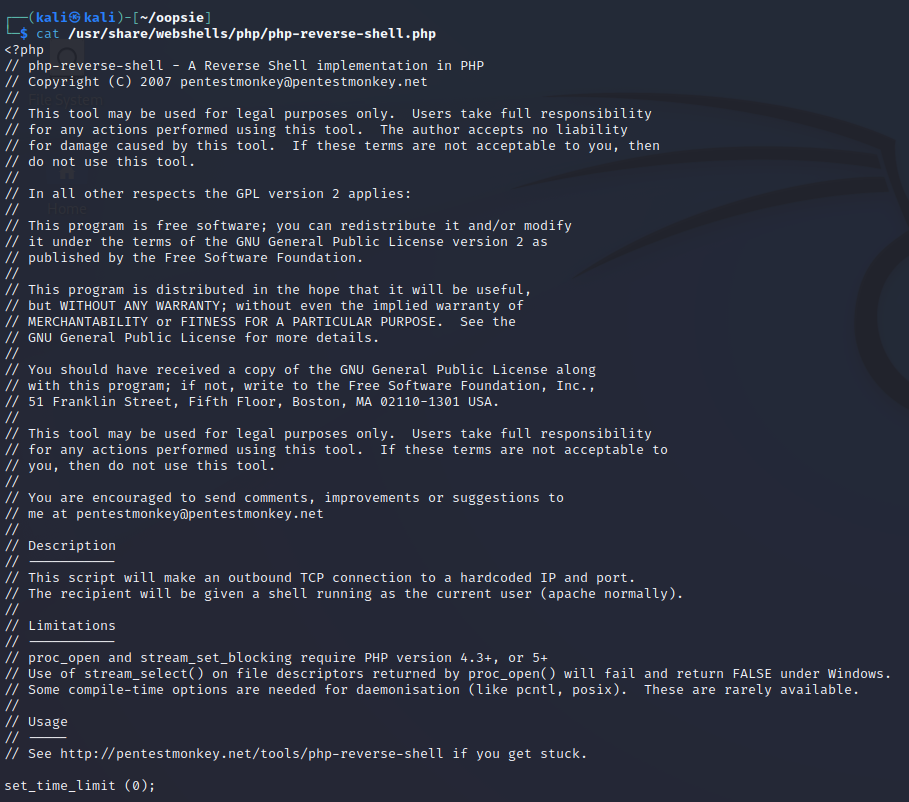 ┌──(kali㉿kali)-[~/oopsie]
└─$ cat /usr/share/webshells/php/php-reverse-shell.php
<?php
// php-reverse-shell - A Reverse Shell implementation in PHP
// Copyright (C) 2007 pentestmonkey@pentestmonkey.net
//
// This tool may be used for legal purposes only.  Users take full responsibility
// for any actions performed using this tool.  The author accepts no liability
// for damage caused by this tool.  If these terms are not acceptable to you, then
// do not use this tool.
//
// In all other respects the GPL version 2 applies:
//
// This program is free software; you can redistribute it and/or modify
// it under the terms of the GNU General Public License version 2 as
// published by the Free Software Foundation.
//
// This program is distributed in the hope that it will be useful,
// but WITHOUT ANY WARRANTY; without even the implied warranty of
// MERCHANTABILITY or FITNESS FOR A PARTICULAR PURPOSE.  See the
// GNU General Public License for more details.
//
// You should have received a copy of the GNU General Public License along
// with this program; if not, write to the Free Software Foundation, Inc.,
// 51 Franklin Street, Fifth Floor, Boston, MA 02110-1301 USA.
//
// This tool may be used for legal purposes only.  Users take full responsibility
// for any actions performed using this tool.  If these terms are not acceptable to
// you, then do not use this tool.
//
// You are encouraged to send comments, improvements or suggestions to
// me at pentestmonkey@pentestmonkey.net
//
// Description
// -----------
// This script will make an outbound TCP connection to a hardcoded IP and port.
// The recipient will be given a shell running as the current user (apache normally).
//
// Limitations
// -----------
// proc_open and stream_set_blocking require PHP version 4.3+, or 5+
// Use of stream_select() on file descriptors returned by proc_open() will fail and return FALSE under Windows.
// Some compile-time options are needed for daemonisation (like pcntl, posix).  These are rarely available.
//
// Usage
// -----
// See http://pentestmonkey.net/tools/php-reverse-shell if you get stuck.

set_time_limit (0);